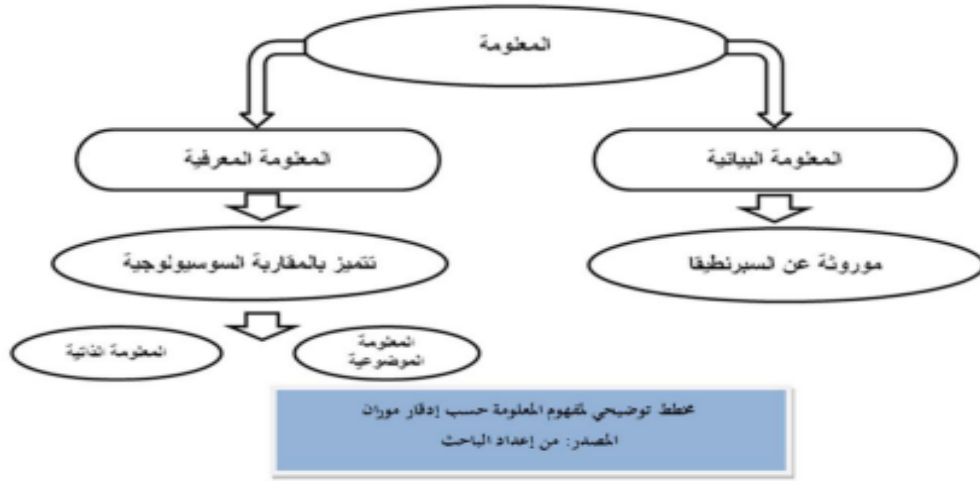 المعلومة
المعلومة البياتية
المعلومة المعرفية
موروثة عن السبرنطيقا
تتميز بالمقاربة السوسيولوجية
المعلومة
الموضوعية
المعلومة الذاتية
مخطط توضيحي لمفهوم المعلومة حسب إدقار موران
المصدر: من إعداد الباحث